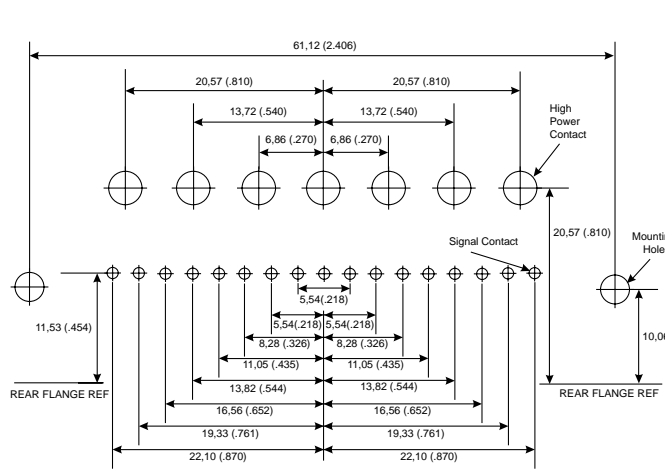 61,12 (2.406)
20,57 (.810) 20,57 (.810)
13,72 (.540) 13,72 (.540)
6,86 (.270) 6,86 (.270)
High
Power
Contact
20,57 (.810)
Signal Contact
Mountin
Hole
5,54 (.218)
11,53 (.454)
5,54(.218) 5,54(.218)
10,06
8,28 (.326) 8,28 (.326)
11,05 (.435) 11,05 (.435)
13,82 (.544) 13,82 (.544)
REAR FLANGE REF REAR FLANGE REF
16,56 (.652) 16,56 (.652)
19,33 (.761) 19,33 (.761)
22,10 (.870) 22,10 (.870)